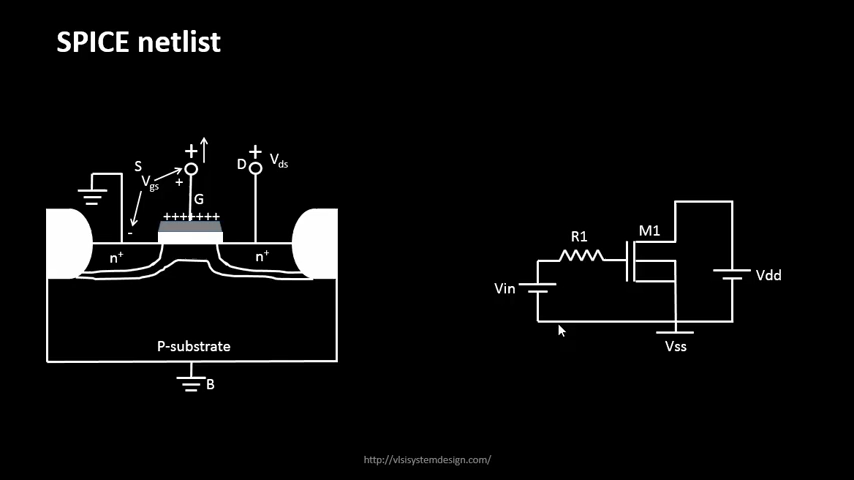 SPICE netlist
S
Vgs
+
+
-
G
+++++++
D
+
Vds
n+
n+
P-substrate
B
R1
M1
Vin
Vdd
Vss
http://vlsisystemdesign.com/